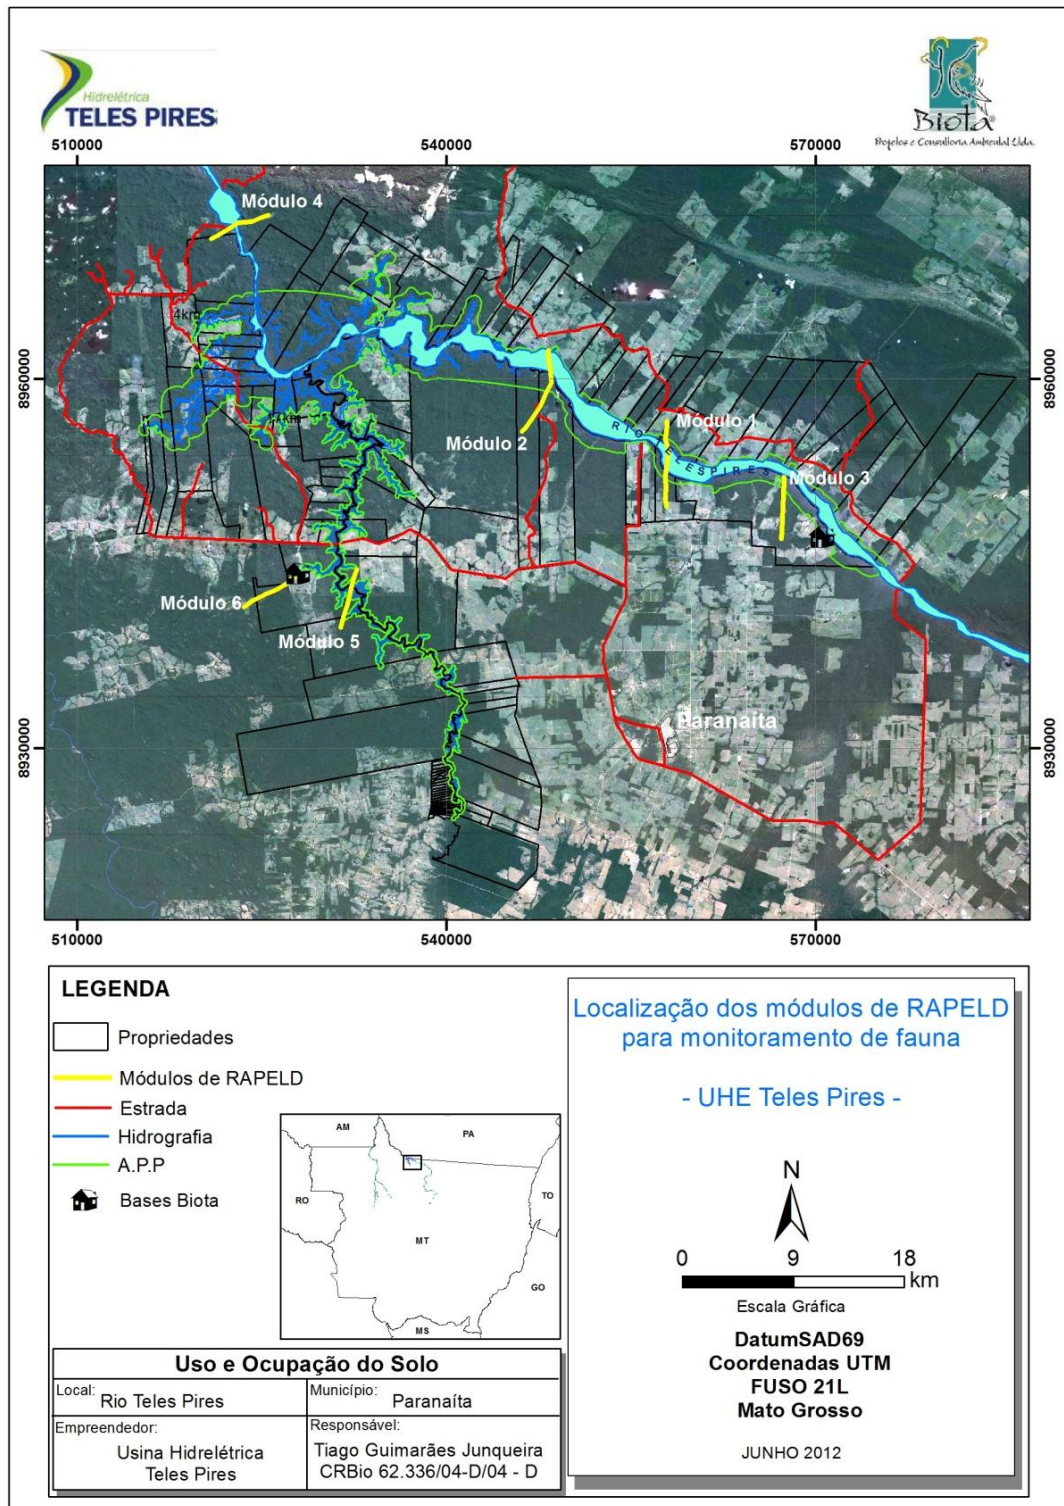 Hidrelétrica
TELES PIRES
Biota
Projetos e Consultoria Ambiental Ltda.
510000
540000
570000
8960000
8960000
8930000
8930000
Módulo 4
4km
Módulo 1
Módulo 2
RIO TELES PIRES
Módulo 3
Módulo 6
Módulo 5
Paranaíta
510000
540000
570000
LEGENDA
Propriedades
Módulos de RAPELD
Estrada
Hidrografia
A.P.P
Bases Biota
AM
PA
RO
TO
MT
GO
MS
Uso e Ocupação do Solo
Local: Rio Teles Pires
Município: Paranaíta
Empreendedor:
Usina Hidrelétrica
Teles Pires
Responsável:
Tiago Guimarães Junqueira
CRBio 62.336/04-D/04 - D
Localização dos módulos de RAPELD
para monitoramento de fauna
- UHE Teles Pires -
N
0 9 18
km
Escala Gráfica
DatumSAD69
Coordenadas UTM
FUSO 21L
Mato Grosso
JUNHO 2012